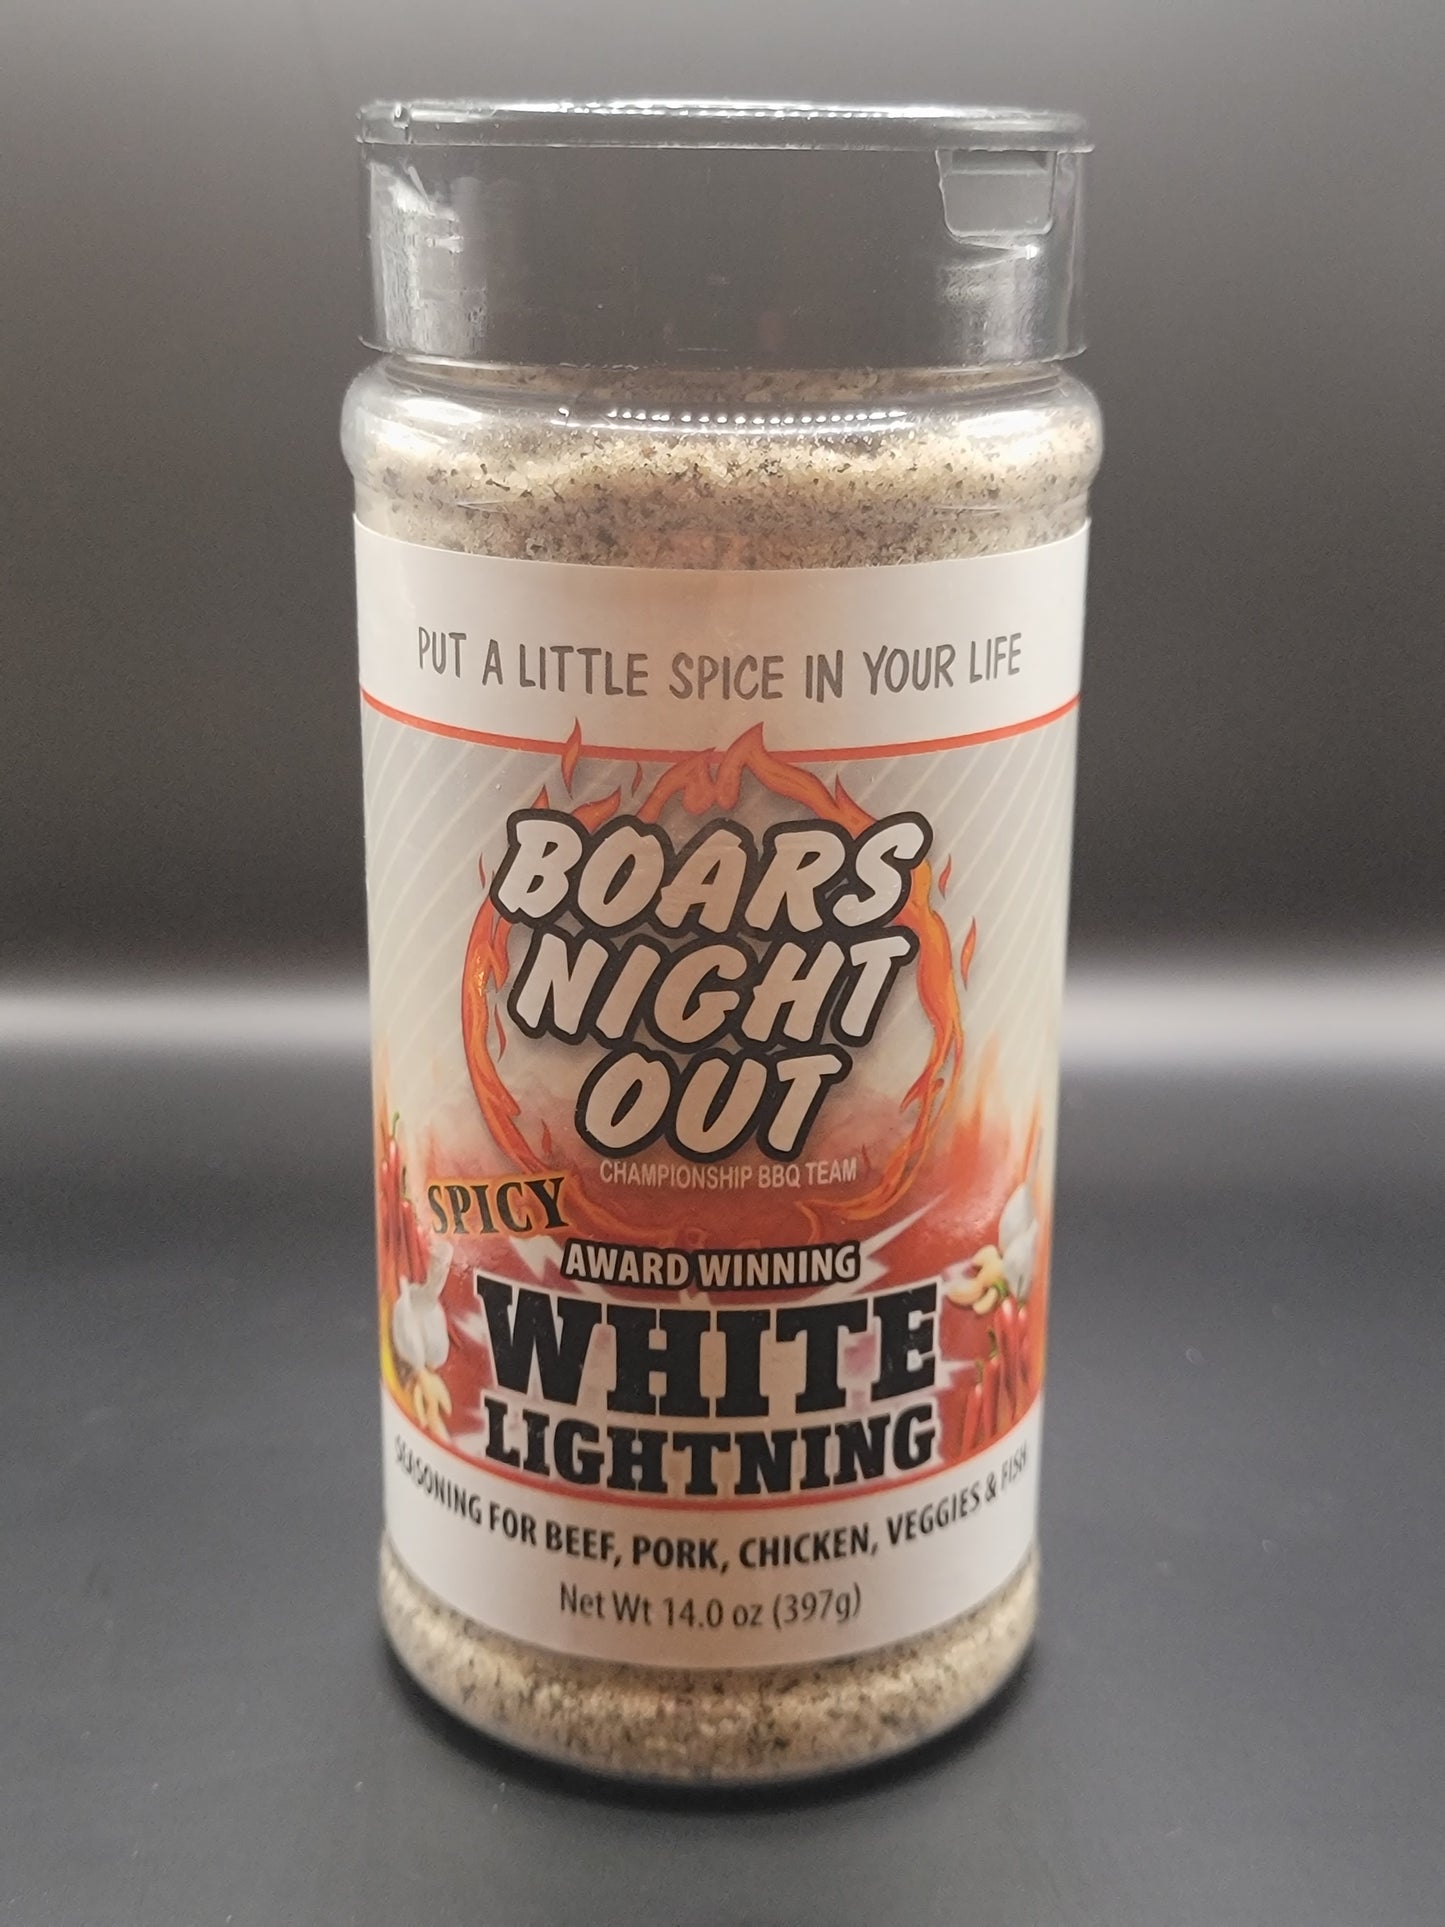 PUT A LITTLE SPICE IN YOUR LIFE
BOARS
NIGHT
OUT
CHAMPIONSHIP BBQ TEAM
SPICY
AWARD WINNING
WHITE
LIGHTNING
SEASONING FOR BEEF, PORK, CHICKEN, VEGGIES & FISH
Net Wt 14.0 oz (397g)